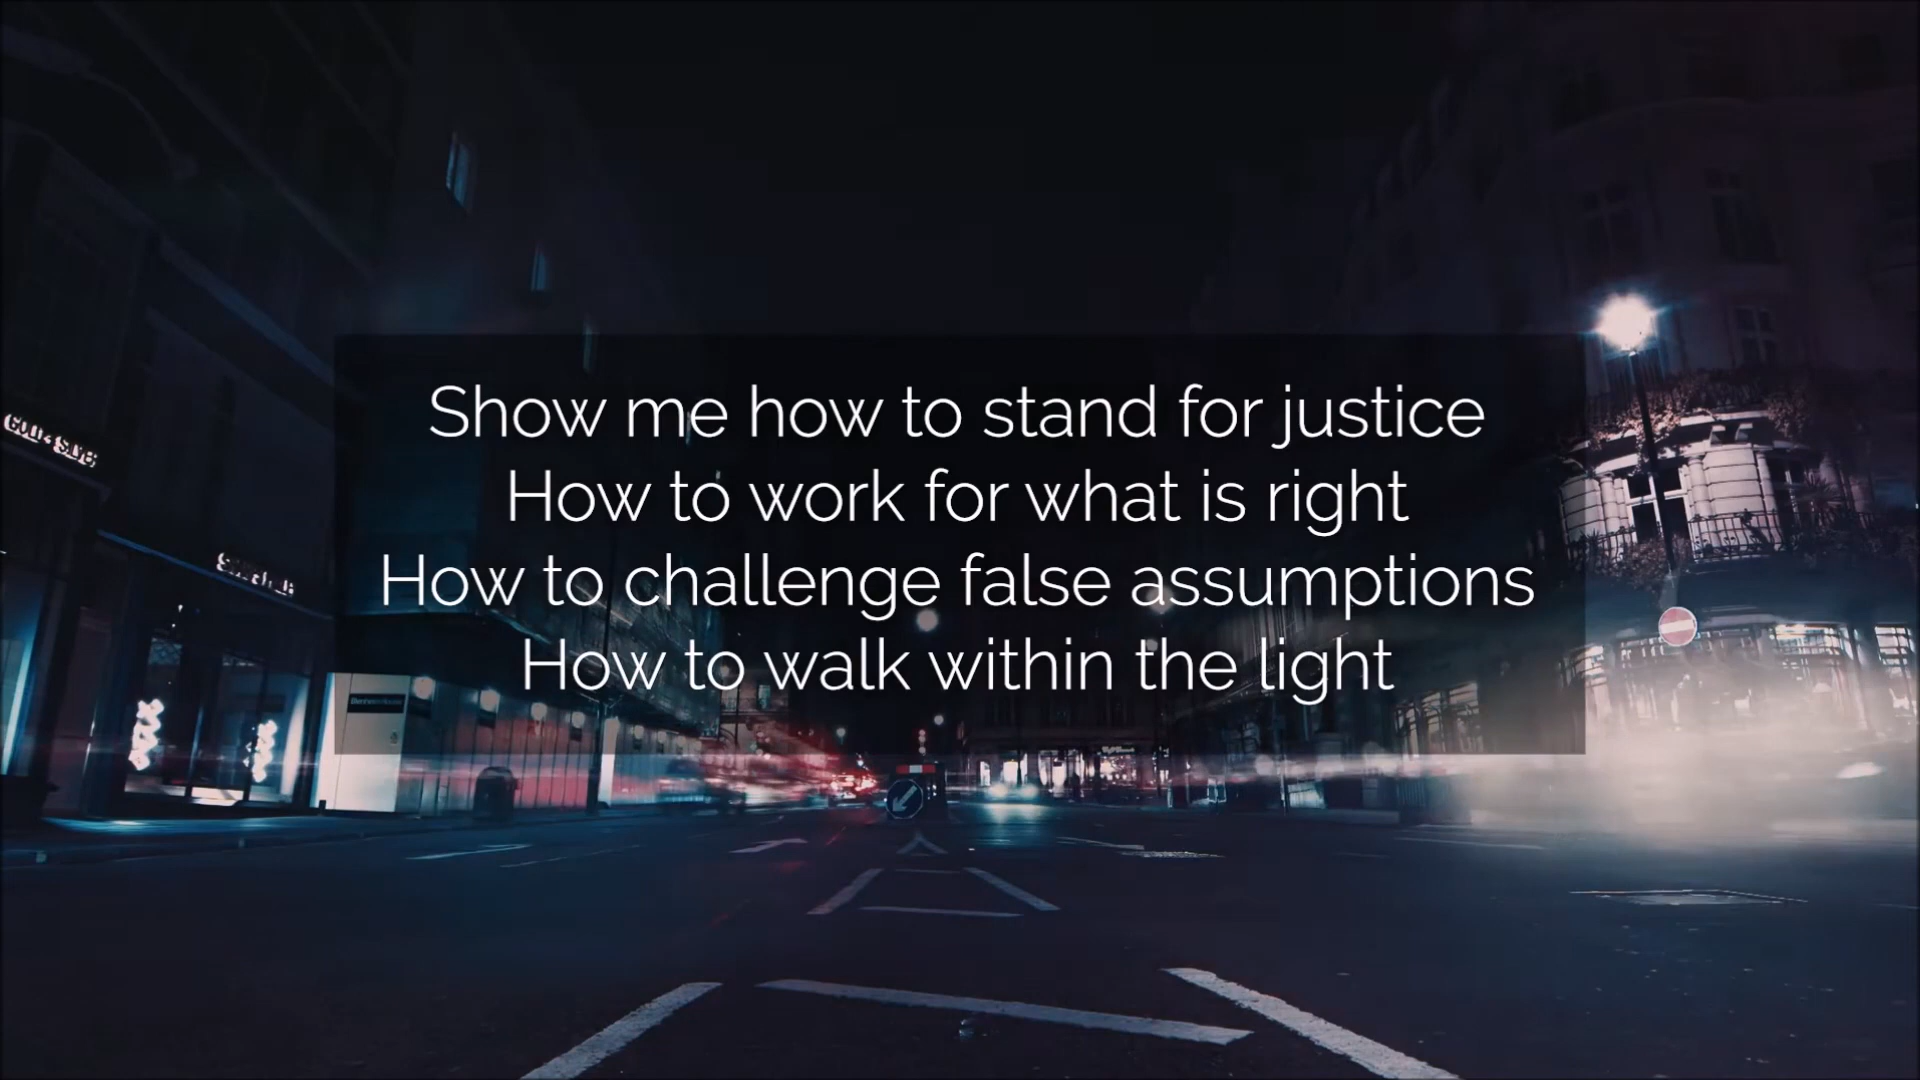 Show me how to stand for justice
How to work for what is right
How to challenge false assumptions
How to walk within the light